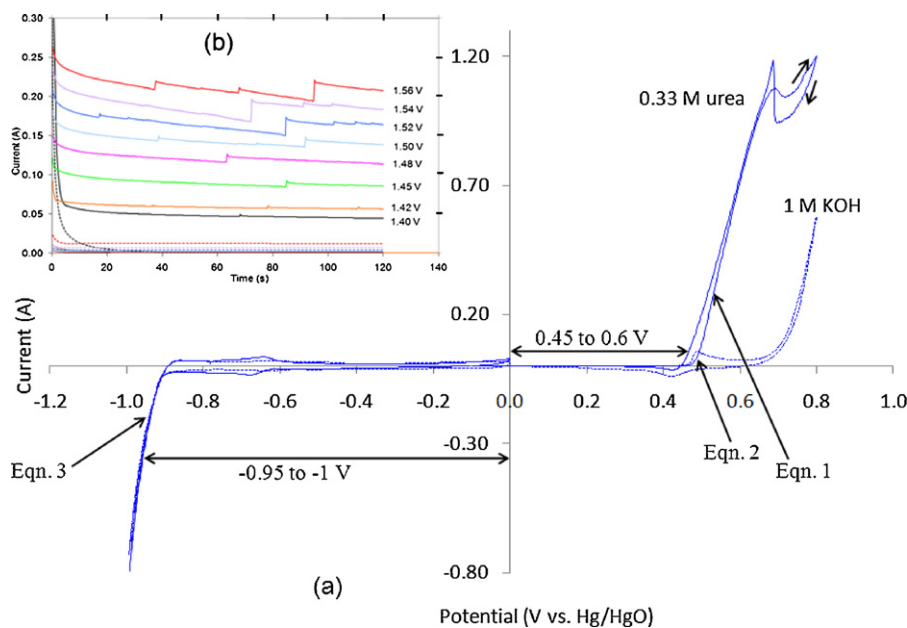 0.30
0.25
0.20
0.15
0.10
0.05
0.00
Current (A)
(b)
1.56 V
1.54 V
1.52 V
1.50 V
1.48 V
1.45 V
1.42 V
1.40 V
0 20 40 60 80 100 120 140
Time (s)
1.20
0.70
0.20
-0.30
-0.80
Current (A)
0.33 M urea
1 M KOH
0.45 to 0.6 V
-1.2 -1.0 -0.8 -0.6 -0.4 -0.2 0.0 0.2 0.4 0.6 0.8 1.0
Eqn. 3
-0.95 to -1 V
Eqn. 2
Eqn. 1
(a)
Potential (V vs. Hg/HgO)